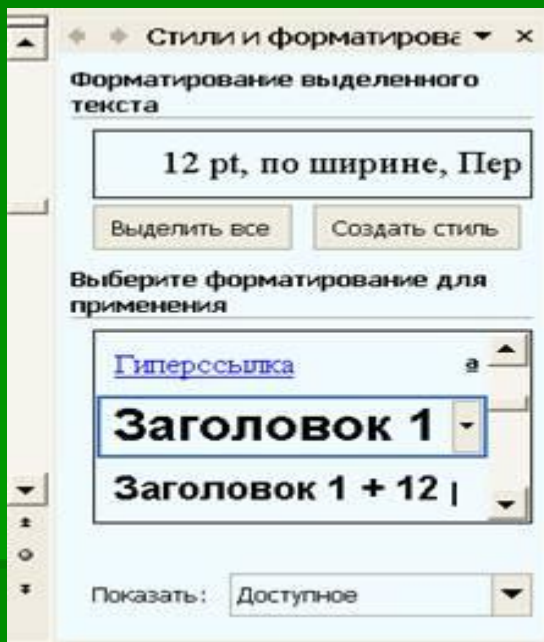 Стили и форматирова
Форматирование выделенного
текста
12 pt, по ширине, Пер
Выделить все
Создать стиль
Выберите форматирование для
применения
Гиперссылка a
Заголовок 1
Заголовок 1 + 12 р
Показать: Доступное